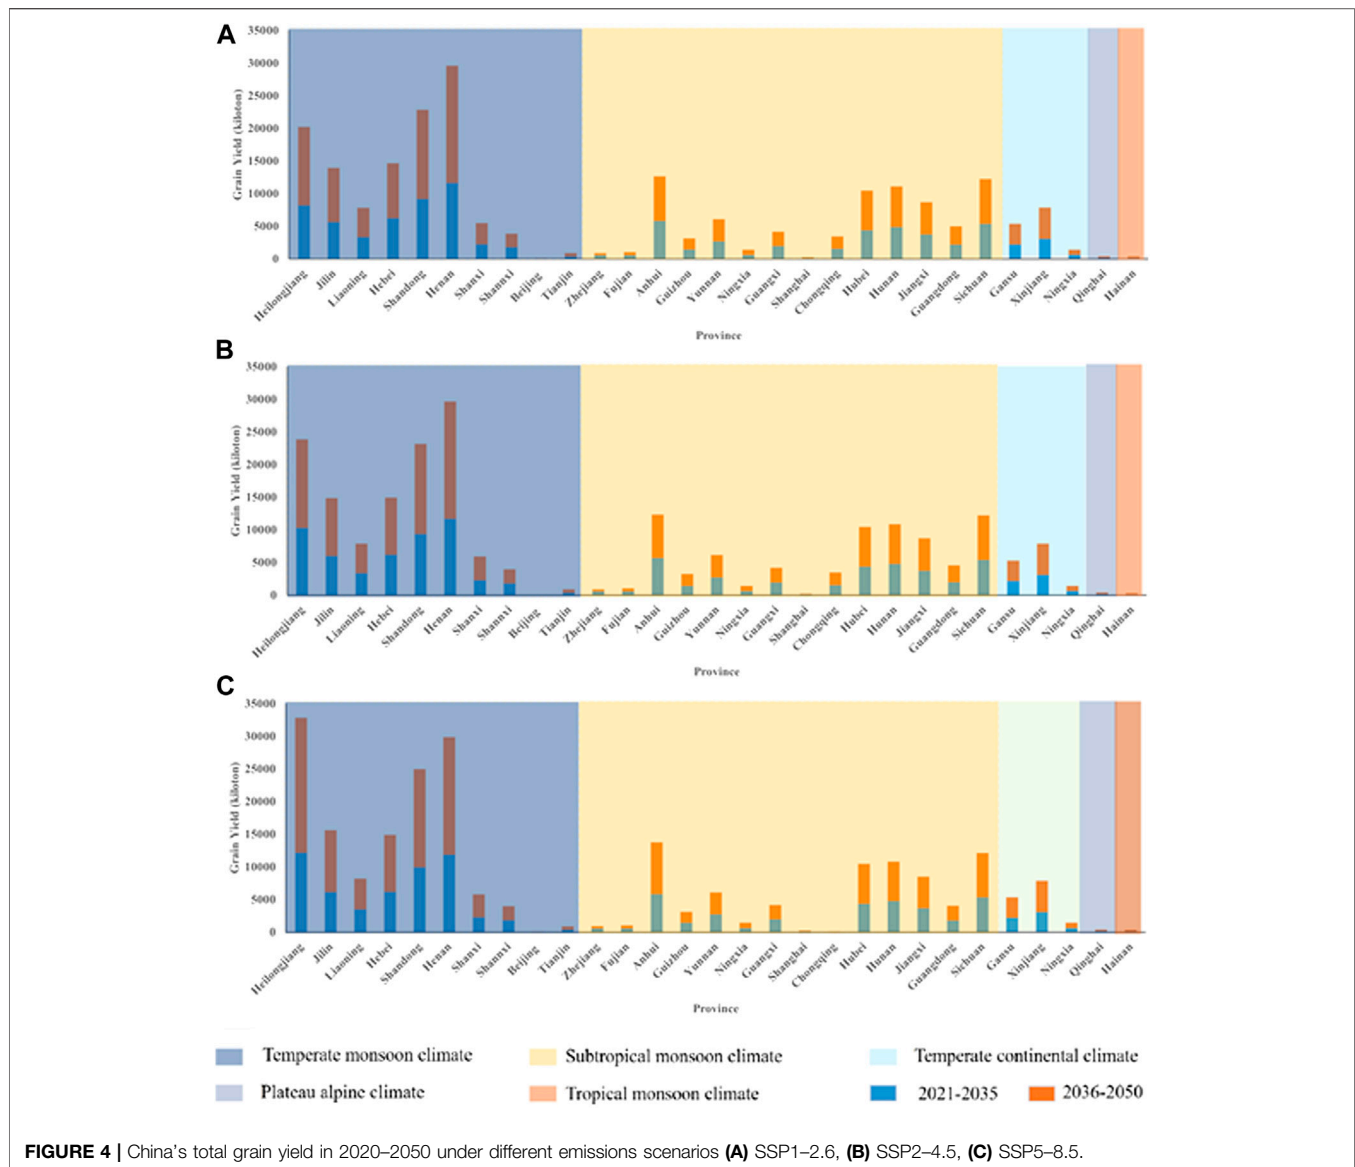 A
35000
30000
25000
20000
15000
10000
5000
0
Grain Yield (kiloton)
Heilongjiang
Jilin
Liaoning
Hebei
Shandong
Henan
Shanxi
Shannxi
Beijing
Tianjin
Zhejiang
Fujian
Anhui
Guizhou
Yunnan
Ningxia
Guangxi
Shanghai
Chongqing
Hubei
Hunan
Jiangxi
Guangdong
Sichuan
Gansu
Xinjiang
Ningxia
Qinghai
Hainan
Province
B
35000
30000
25000
20000
15000
10000
5000
0
Grain Yield (kiloton)
Heilongjiang
Jilin
Liaoning
Hebei
Shandong
Henan
Shanxi
Shannxi
Beijing
Tianjin
Zhejiang
Fujian
Anhui
Guizhou
Yunnan
Ningxia
Guangxi
Shanghai
Chongqing
Hubei
Hunan
Jiangxi
Guangdong
Sichuan
Gansu
Xinjiang
Ningxia
Qinghai
Hainan
Province
C
35000
30000
25000
20000
15000
10000
5000
0
Grain Yield (kiloton)
Heilongjiang
Jilin
Liaoning
Hebei
Shandong
Henan
Shanxi
Shannxi
Beijing
Tianjin
Zhejiang
Fujian
Anhui
Guizhou
Yunnan
Ningxia
Guangxi
Shanghai
Chongqing
Hubei
Hunan
Jiangxi
Guangdong
Sichuan
Gansu
Xinjiang
Ningxia
Qinghai
Hainan
Province
Temperate monsoon climate Subtropical monsoon climate Temperate continental climate
Plateau alpine climate Tropical monsoon climate 2021-2035 2036-2050
FIGURE 4 | China's total grain yield in 2020–2050 under different emissions scenarios (A) SSP1–2.6, (B) SSP2–4.5, (C) SSP5–8.5.